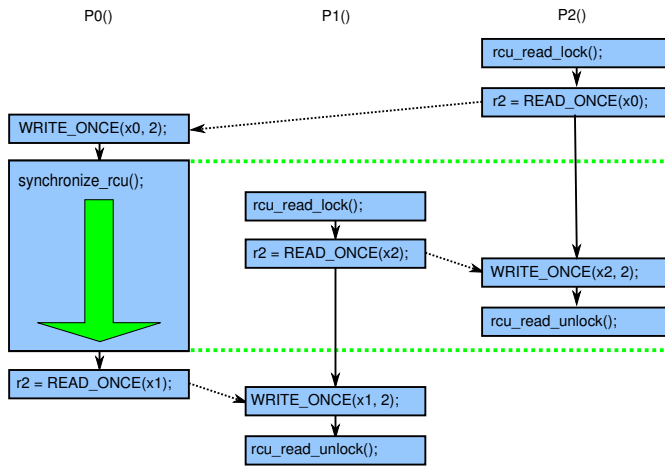 P0()
P1()
P2()
rcu_read_lock();
r2 = READ_ONCE(x0);
WRITE_ONCE(x0, 2);
synchronize_rcu();
rcu_read_lock();
r2 = READ_ONCE(x2);
WRITE_ONCE(x2, 2);
rcu_read_unlock();
r2 = READ_ONCE(x1);
WRITE_ONCE(x1, 2);
rcu_read_unlock();